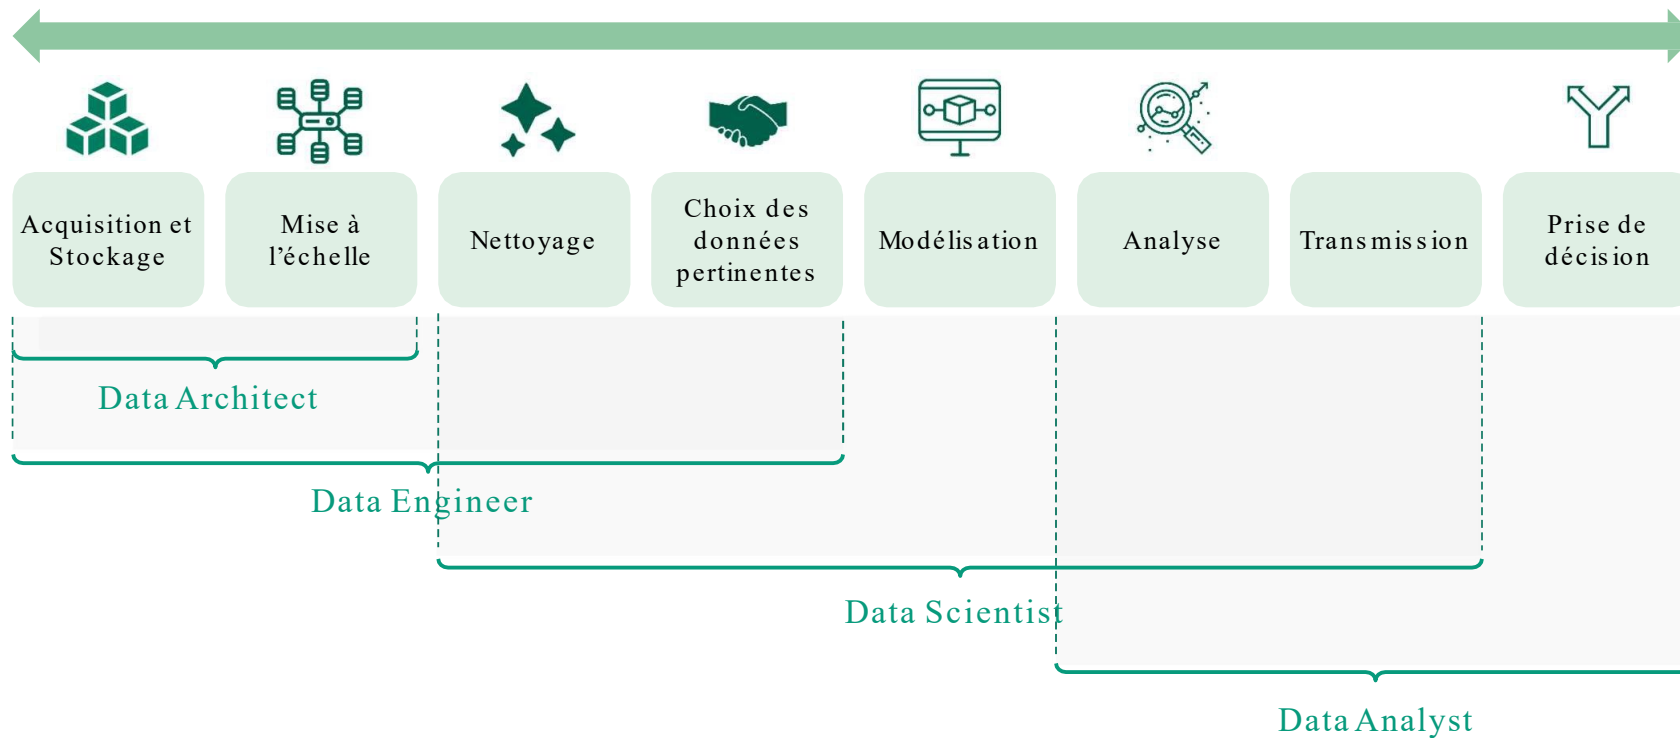 Acquisition et
Stockage
Mise à
l’échelle
Nettoyage
Choix des
données
pertinentes
Modélisation
Analyse
Transmission
Prise de
décision
Data Architect
Data Engineer
Data Scientist
Data Analyst